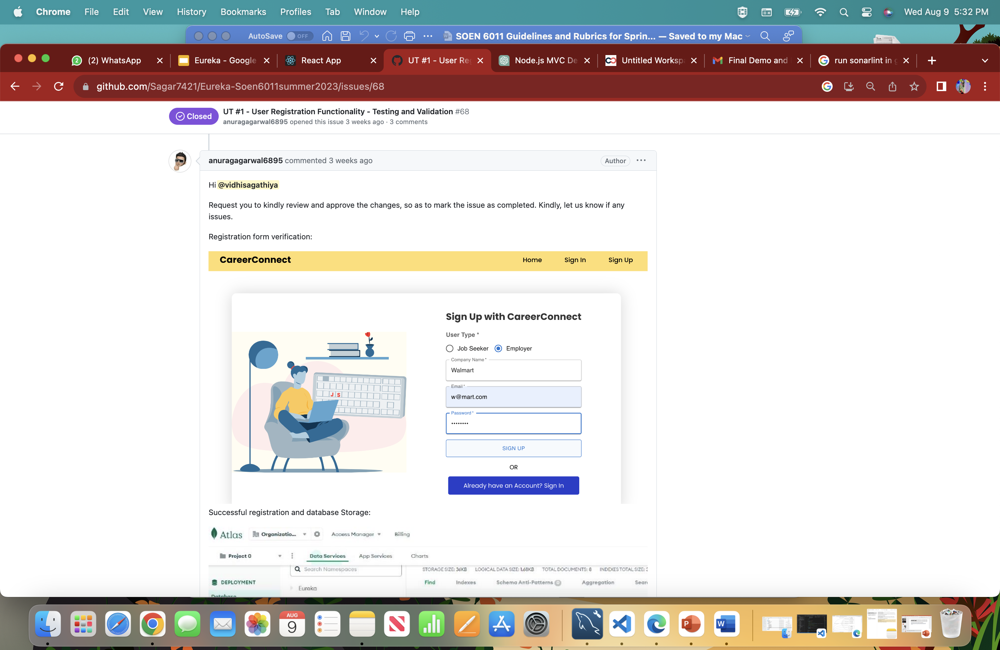 Chrome File Edit View History Bookmarks Profiles Tab Window Help Wed Aug 9 5:32 PM
AutoSave OFF SOEN 6011 Guidelines and Rubrics for Sprin... — Saved to my Mac
2 (2) WhatsApp Eureka - Google React App UT #1 - User Reg Node.js MVC De Untitled Worksp Final Demo and run sonarlint in g
github.com/Sagar7421/Eureka-Soen6011summer2023/issues/68
Closed UT #1 - User Registration Functionality - Testing and Validation #68
anuragagarwal6895 opened this issue 3 weeks ago · 3 comments
anuragagarwal6895 commented 3 weeks ago Author
Hi @vidhisagathiya
Request you to kindly review and approve the changes, so as to mark the issue as completed. Kindly, let us know if any
issues.
Registration form verification:
CareerConnect Home Sign In Sign Up
Sign Up with CareerConnect
User Type *
Job Seeker Employer
Company Name *
Walmart
Email *
w@mart.com
J S
Password *
••••••••
SIGN UP
OR
Already have an Account? Sign In
Successful registration and database Storage:
Atlas Organizatio... Access Manager Billing
Project 0 Data Services App Services Charts
Search Namespaces STORAGE SIZE: 36KB LOGICAL DATA SIZE: 1.68KB TOTAL DOCUMENTS: 8 INDEXES TOTAL SIZE:
DEPLOYMENT Find Indexes Schema Anti-Patterns 0 Aggregation Sear
Eureka
Database
AUG
9
P W